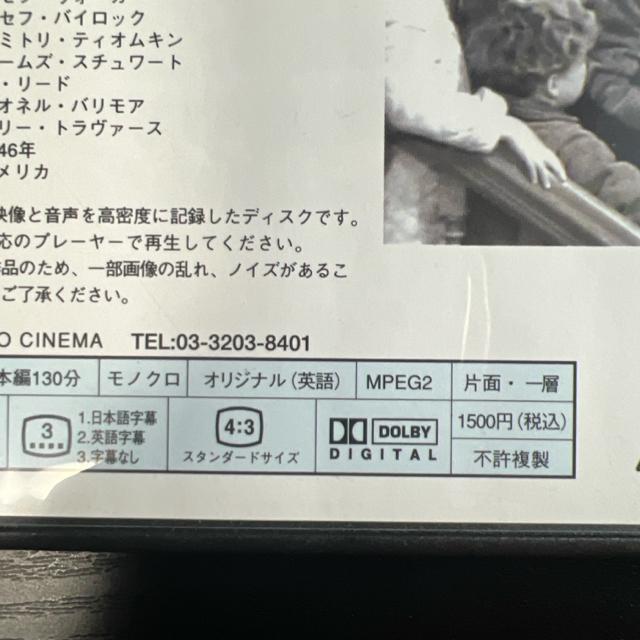 セフ・バイロック
ミトリ・ティオムキン
ームズ・スチュワート
・リード
オネル・バリモア
リー・トラヴァース
46年
メリカ
映像と音声を高密度に記録したディスクです。
応のプレーヤーで再生してください。
作品のため、一部画像の乱れ、ノイズがあるこ
ご了承ください。
O CINEMA TEL:03-3203-8401
本編130分 モノクロ オリジナル(英語) MPEG2 片面・一層
3 1.日本語字幕
2.英語字幕
3.字幕なし
4:3
スタンダードサイズ
DOLBY
DIGITAL
1500円(税込)
不許複製